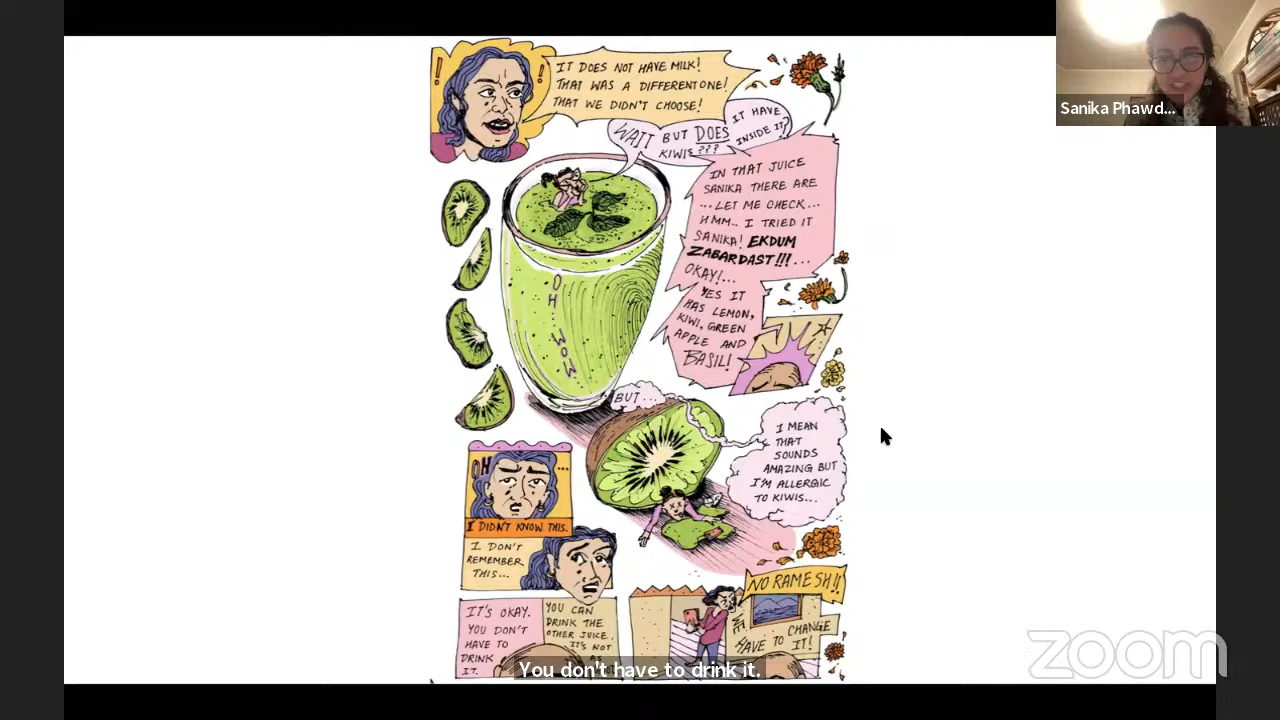 IT DOES NOT HAVE MILK!
THAT WAS A DIFFERENT ONE!
THAT WE DIDN'T CHOOSE!
WAIT BUT DOES
IT HAVE
KIWIS???
INSIDE IT?
IN THAT JUICE
SANIKA THERE ARE
...LET ME CHECK...
HMM.. I TRIED IT
SANIKA! EKDUM
ZABARDAST!!!...
OKAY!...
YES IT
HAS LEMON,
KIWI, GREEN
APPLE AND
BASIL!
OH... WOW
BUT...
I MEAN
THAT
SOUNDS
AMAZING BUT
I'M ALLERGIC
TO KIWIS...
OH ...
I DIDN'T KNOW THIS.
I DON'T
REMEMBER
THIS...
IT'S OKAY.
YOU DON'T
HAVE TO
DRINK
IT.
YOU CAN
DRINK THE
OTHER JUICE.
IT'S NOT
AS
NO RAMESH!!
WE
HAVE TO CHANGE
IT!
You don't have to drink it.
Sanika Phawd...
zoom